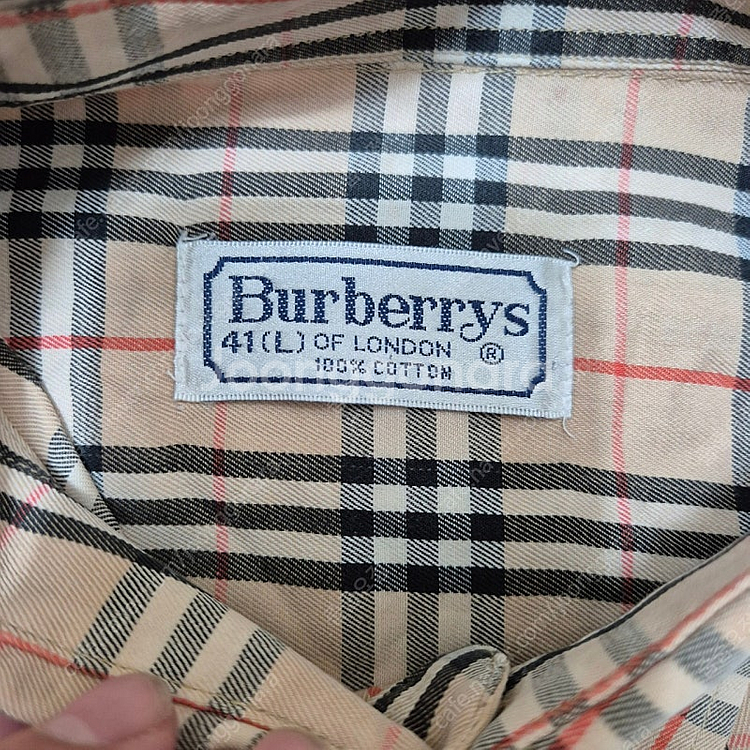 Burberrys
41(L) OF LONDON ®
100% COTTON